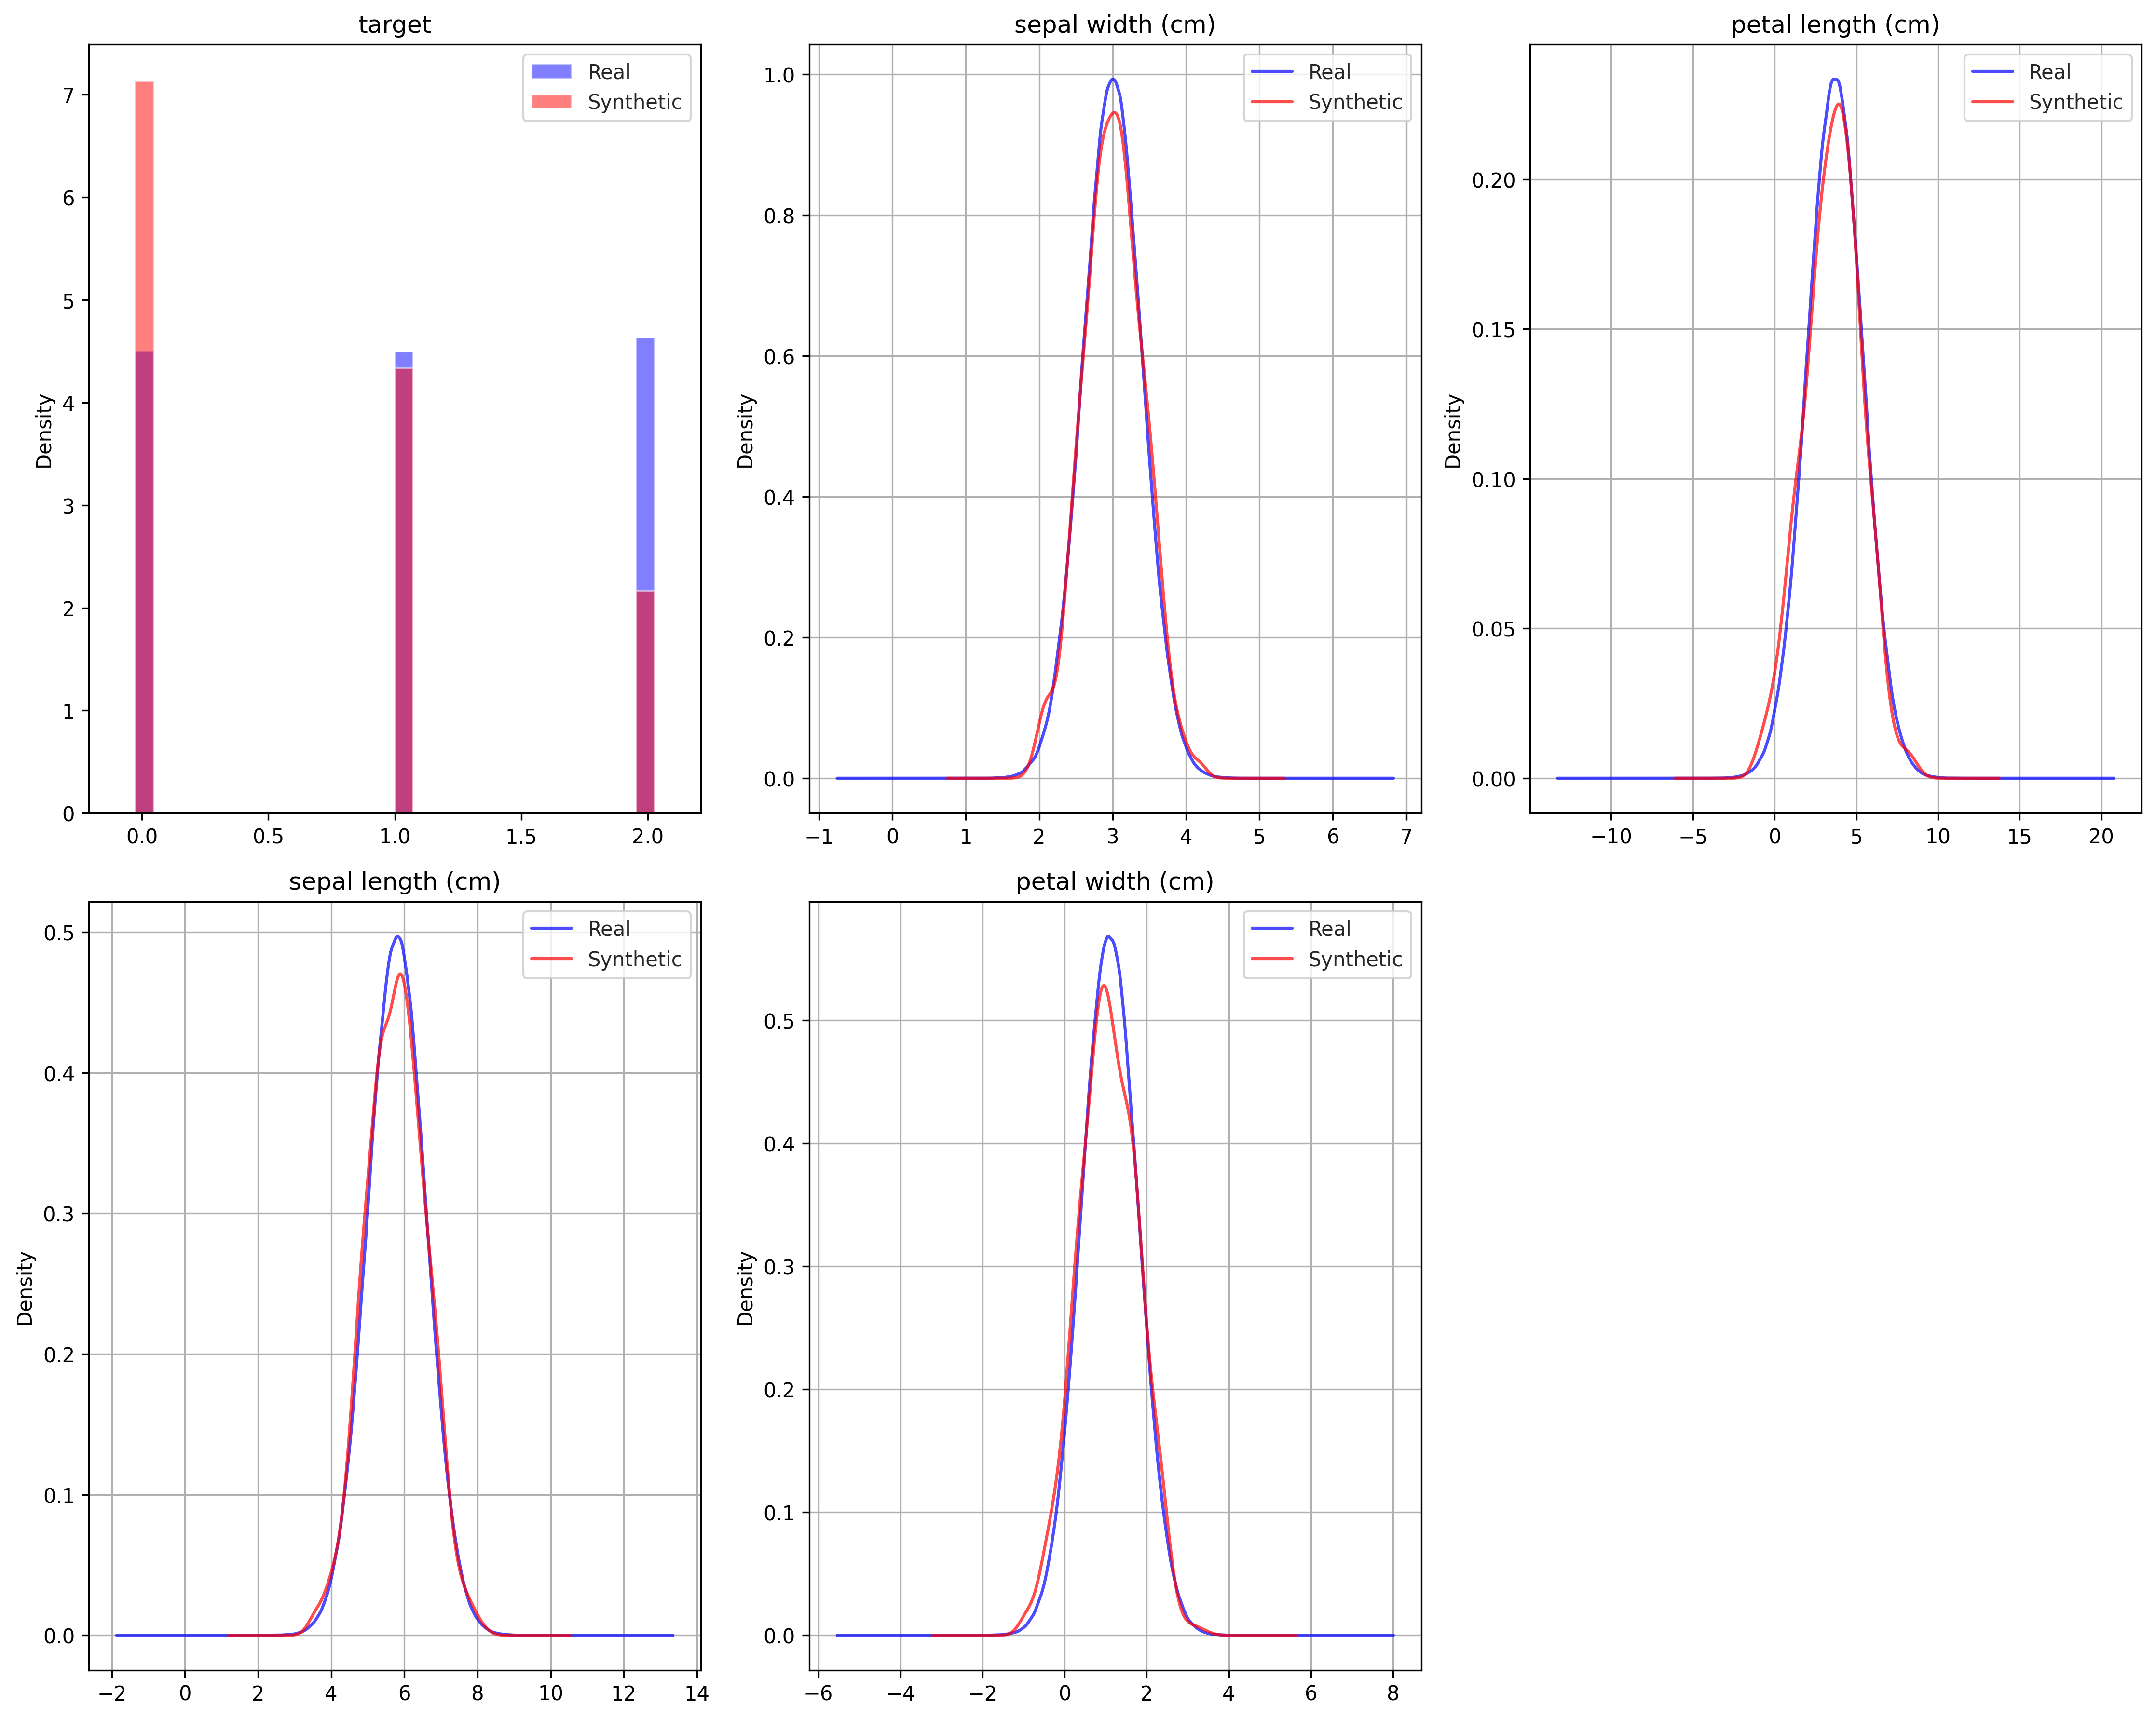 target
Real
Synthetic
Density
7
6
5
4
3
2
1
0
0.0 0.5 1.0 1.5 2.0
sepal width (cm)
Real
Synthetic
Density
1.0
0.8
0.6
0.4
0.2
0.0
−1 0 1 2 3 4 5 6 7
petal length (cm)
Real
Synthetic
Density
0.20
0.15
0.10
0.05
0.00
−10 −5 0 5 10 15 20
sepal length (cm)
Real
Synthetic
Density
0.5
0.4
0.3
0.2
0.1
0.0
−2 0 2 4 6 8 10 12 14
petal width (cm)
Real
Synthetic
Density
0.5
0.4
0.3
0.2
0.1
0.0
−6 −4 −2 0 2 4 6 8